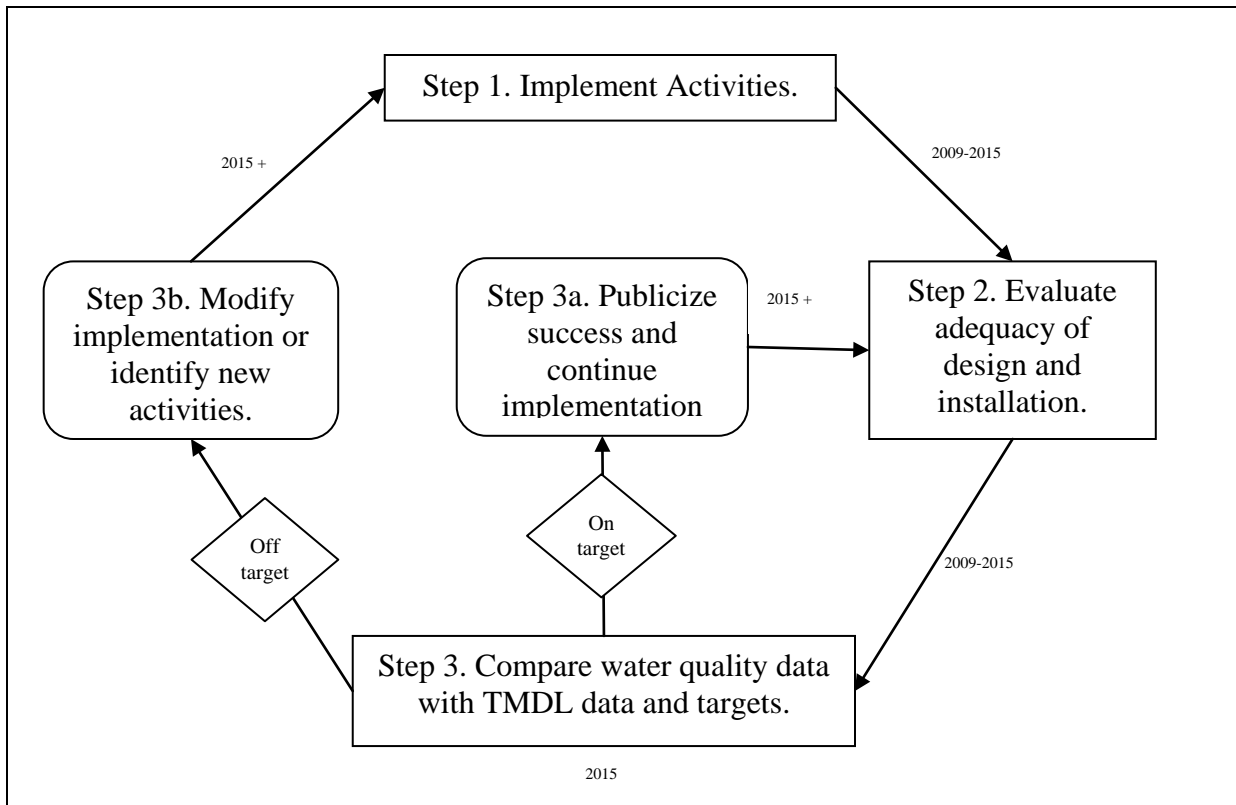 Step 1. Implement Activities.
2015 +
2009-2015
Step 3b. Modify
implementation or
identify new
activities.
Step 3a. Publicize
success and
continue
implementation
2015 +
Step 2. Evaluate
adequacy of
design and
installation.
Off
target
On
target
2009-2015
Step 3. Compare water quality data
with TMDL data and targets.
2015